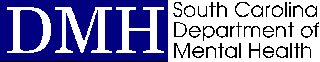 DMH
South Carolina
Department of
Mental Health